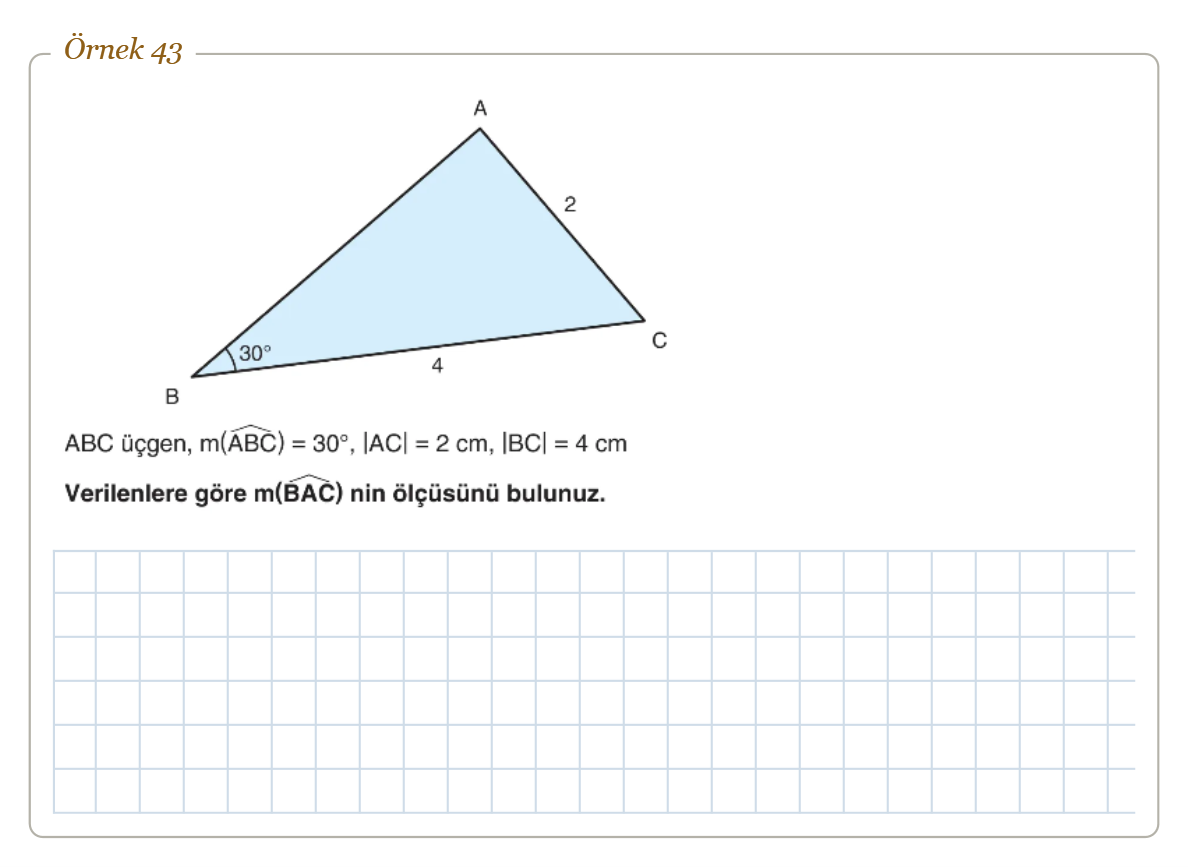 Örnek 43
A
2
30°
C
4
B
ABC üçgen, m(ABC) = 30°, |AC| = 2 cm, |BC| = 4 cm
Verilenlere göre m(BAC) nin ölçüsünü bulunuz.